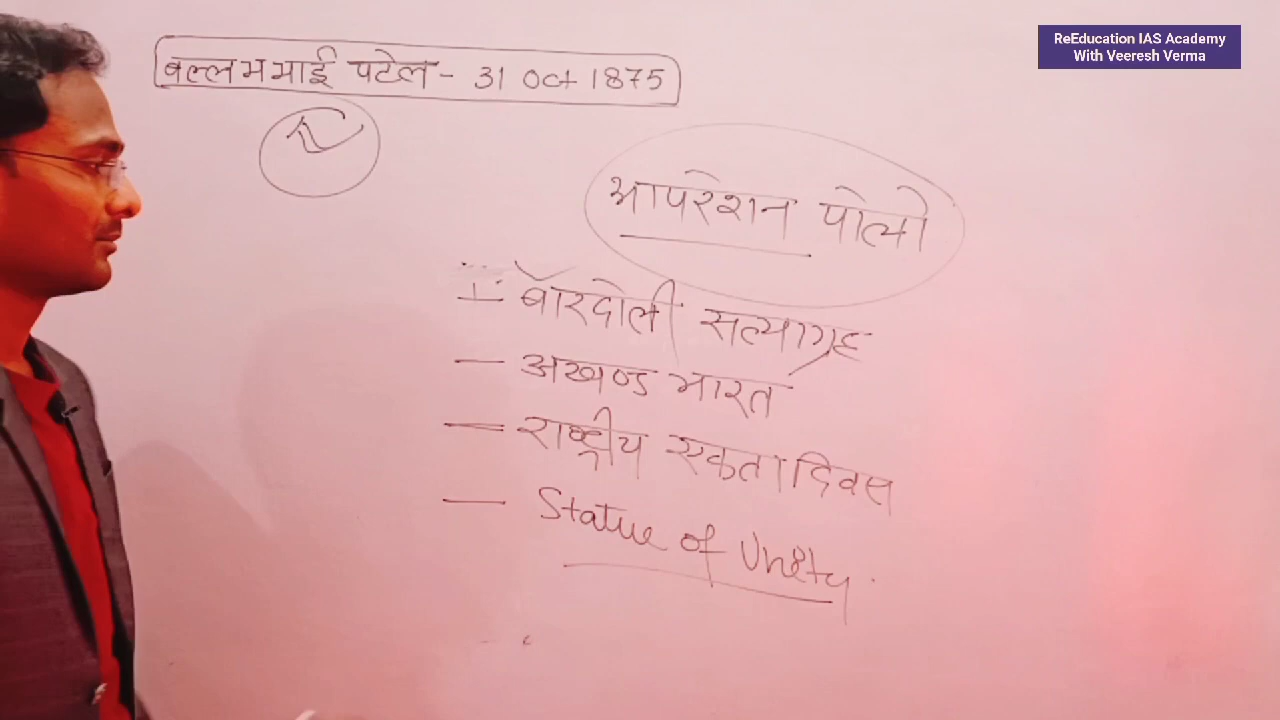 ReEducation IAS Academy
With Veeresh Verma
वल्लभभाई पटेल - 31 Oct 1875
आपरेशन पोलो
- बॉरदोली सत्याग्रह
- अखण्ड भारत
- राष्ट्रीय एकता दिवस
- Statue of Unity